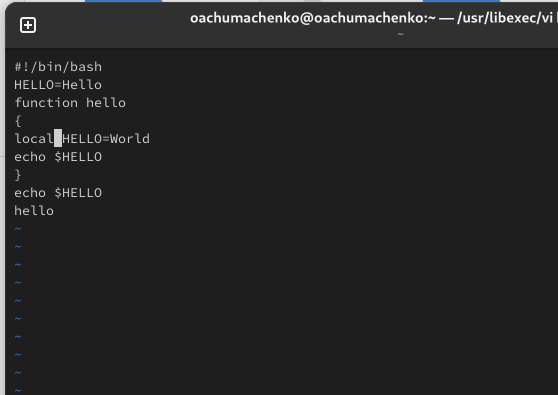 oachumachenko@oachumachenko:~ — /usr/libexec/vi
~
#!/bin/bash
HELLO=Hello
function hello
{
local HELLO=World
echo $HELLO
}
echo $HELLO
hello
~
~
~
~
~
~
~
~
~
~